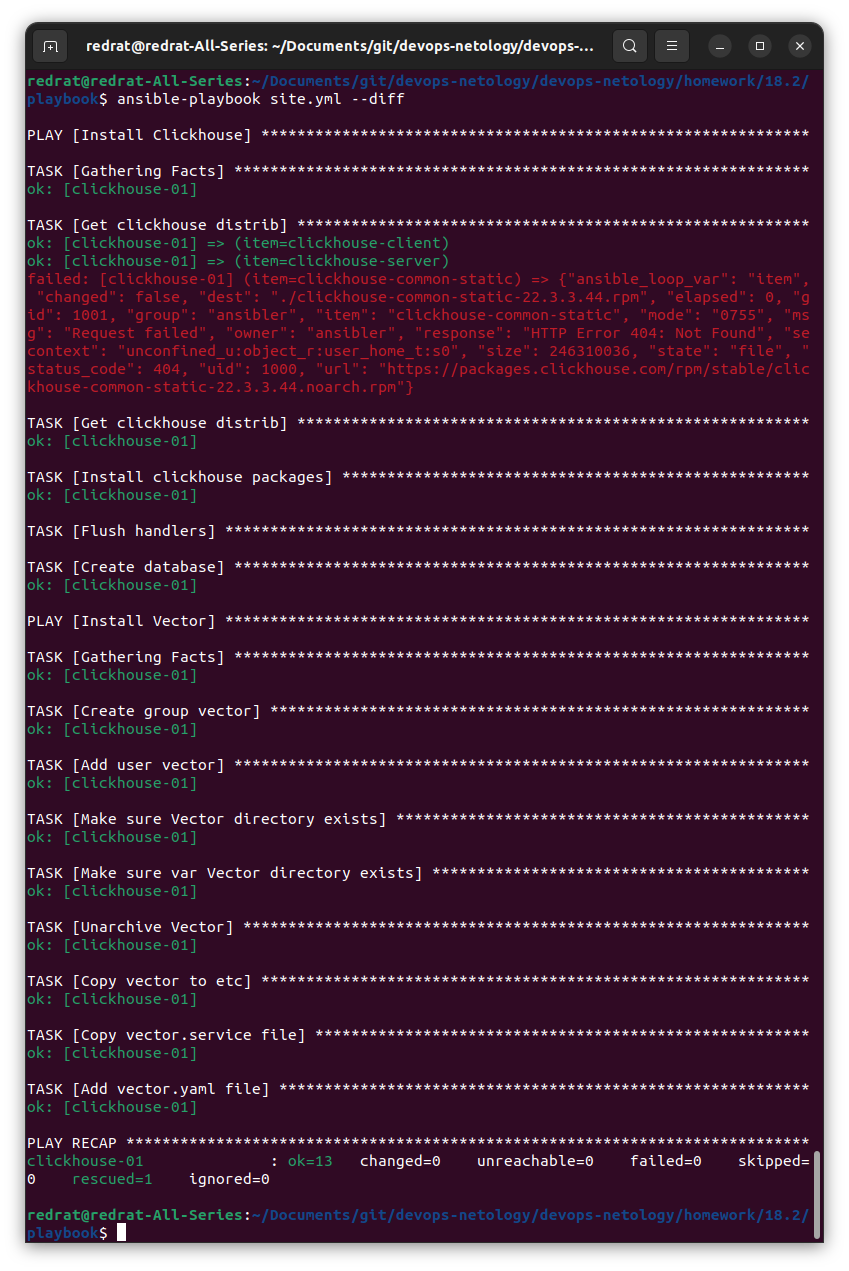 redrat@redrat-All-Series: ~/Documents/git/devops-netology/devops-...
redrat@redrat-All-Series:~/Documents/git/devops-netology/devops-netology/homework/18.2/
playbook$ ansible-playbook site.yml --diff
PLAY [Install Clickhouse] *************************************************************
TASK [Gathering Facts] ****************************************************************
ok: [clickhouse-01]
TASK [Get clickhouse distrib] *********************************************************
ok: [clickhouse-01] => (item=clickhouse-client)
ok: [clickhouse-01] => (item=clickhouse-server)
failed: [clickhouse-01] (item=clickhouse-common-static) => {"ansible_loop_var": "item",
 "changed": false, "dest": "./clickhouse-common-static-22.3.3.44.rpm", "elapsed": 0, "g
id": 1001, "group": "ansibler", "item": "clickhouse-common-static", "mode": "0755", "ms
g": "Request failed", "owner": "ansibler", "response": "HTTP Error 404: Not Found", "se
context": "unconfined_u:object_r:user_home_t:s0", "size": 246310036, "state": "file", "
status_code": 404, "uid": 1000, "url": "https://packages.clickhouse.com/rpm/stable/clic
khouse-common-static-22.3.3.44.noarch.rpm"}
TASK [Get clickhouse distrib] *********************************************************
ok: [clickhouse-01]
TASK [Install clickhouse packages] ****************************************************
ok: [clickhouse-01]
TASK [Flush handlers] *****************************************************************
TASK [Create database] ****************************************************************
ok: [clickhouse-01]
PLAY [Install Vector] *****************************************************************
TASK [Gathering Facts] ****************************************************************
ok: [clickhouse-01]
TASK [Create group vector] ************************************************************
ok: [clickhouse-01]
TASK [Add user vector] ****************************************************************
ok: [clickhouse-01]
TASK [Make sure Vector directory exists] **********************************************
ok: [clickhouse-01]
TASK [Make sure var Vector directory exists] ******************************************
ok: [clickhouse-01]
TASK [Unarchive Vector] ***************************************************************
ok: [clickhouse-01]
TASK [Copy vector to etc] *************************************************************
ok: [clickhouse-01]
TASK [Copy vector.service file] *******************************************************
ok: [clickhouse-01]
TASK [Add vector.yaml file] ***********************************************************
ok: [clickhouse-01]
PLAY RECAP ****************************************************************************
clickhouse-01              : ok=13   changed=0    unreachable=0    failed=0    skipped=
0    rescued=1    ignored=0
redrat@redrat-All-Series:~/Documents/git/devops-netology/devops-netology/homework/18.2/
playbook$